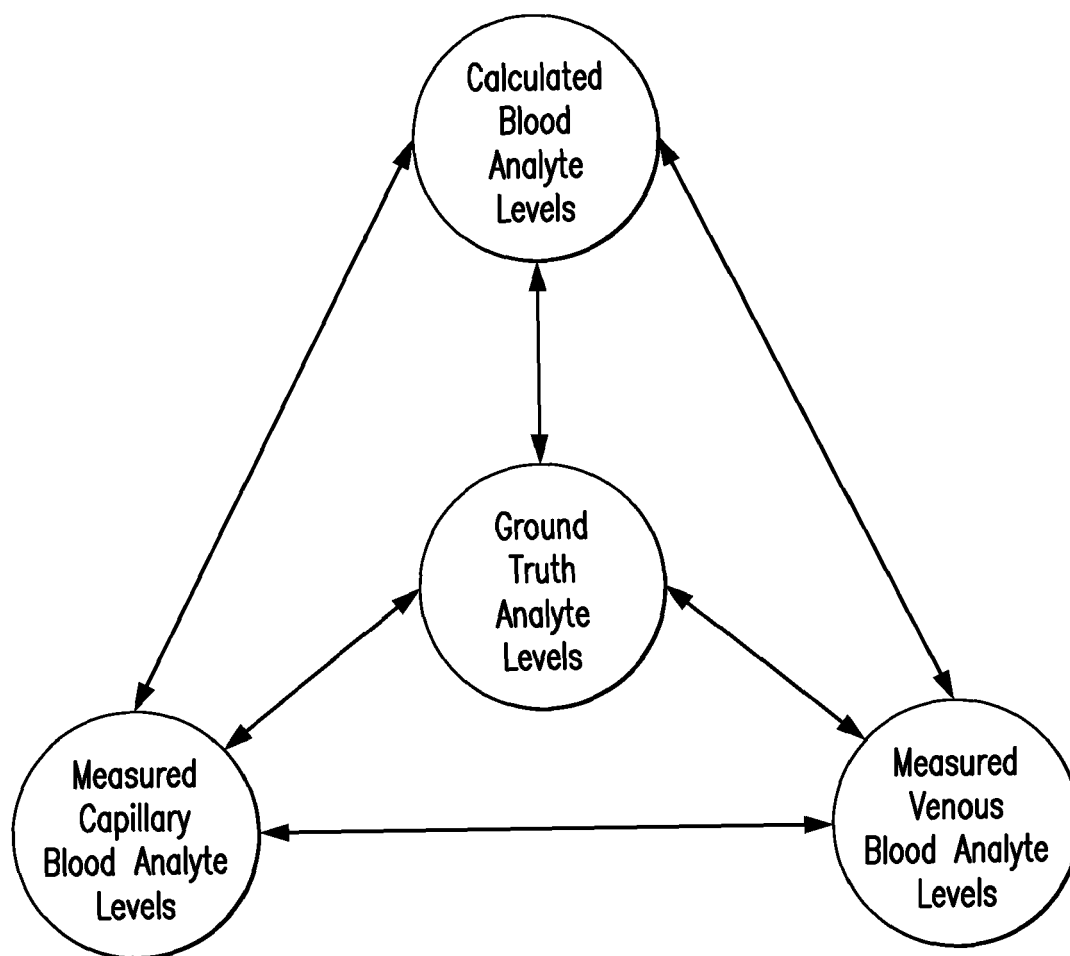 Calculated
Blood
Analyte
Levels
Ground
Truth
Analyte
Levels
Measured
Capillary
Blood Analyte
Levels
Measured
Venous
Blood Analyte
Levels